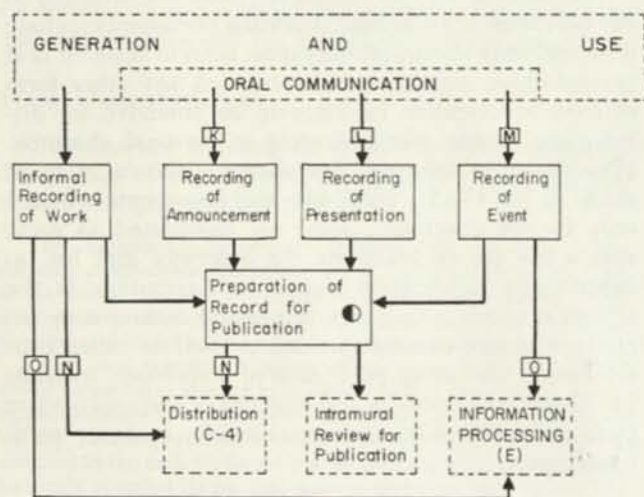 GENERATION AND USE
ORAL COMMUNICATION
K
L
M
Informal
Recording
of Work
Recording
of
Announcement
Recording
of
Presentation
Recording
of
Event
Preparation of
Record for
Publication
O
N
N
O
Distribution
(C-4)
Intramural
Review for
Publication
INFORMATION
PROCESSING
(E)